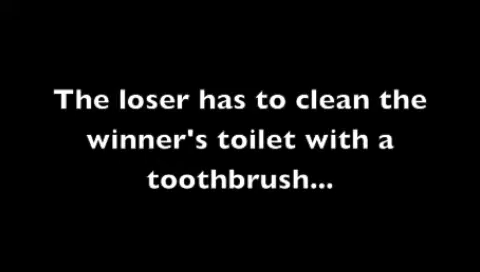 The loser has to clean the
winner's toilet with a
toothbrush...